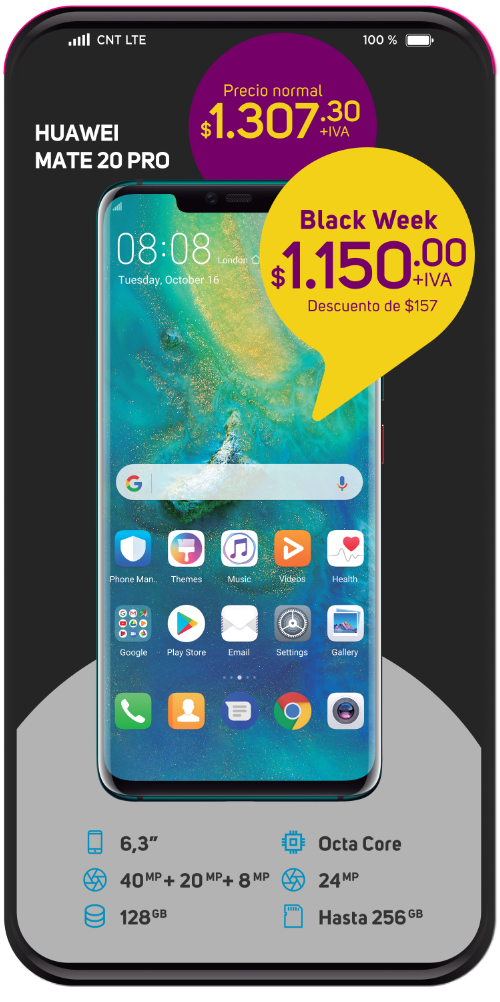 CNT LTE
100 %
Precio normal
$1.307.30
+IVA
HUAWEI
MATE 20 PRO
Black Week
$1.150.00
+IVA
Descuento de $157
08:08
London
Tuesday, October 16
G
Phone Man..
Themes
Music
Videos
Health
Google
Play Store
Email
Settings
Gallery
6,3”
Octa Core
40MP+ 20MP+ 8MP
24MP
128GB
Hasta 256GB